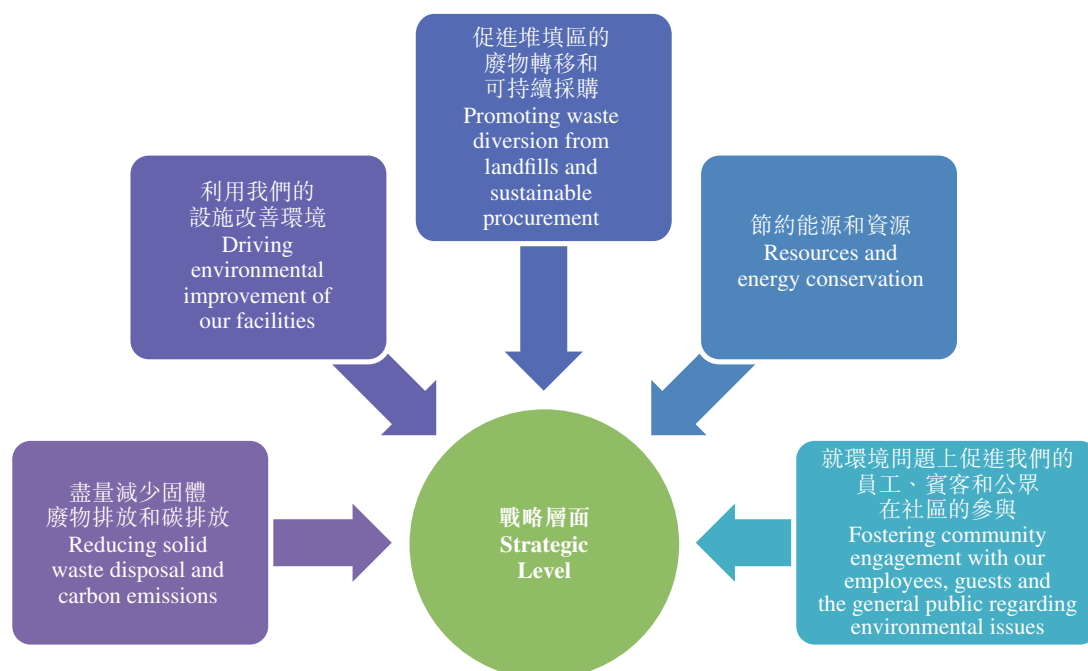 促進堆填區的
廢物轉移和
可持續採購
Promoting waste
diversion from
landfills and
sustainable
procurement
利用我們的
設施改善環境
Driving
environmental
improvement of
our facilities
節約能源和資源
Resources and
energy conservation
盡量減少固體
廢物排放和碳排放
Reducing solid
waste disposal and
carbon emissions
戰略層面
Strategic
Level
就環境問題上促進我們的
員工、賓客和公眾
在社區的參與
Fostering community
engagement with our
employees, guests and
the general public regarding
environmental issues